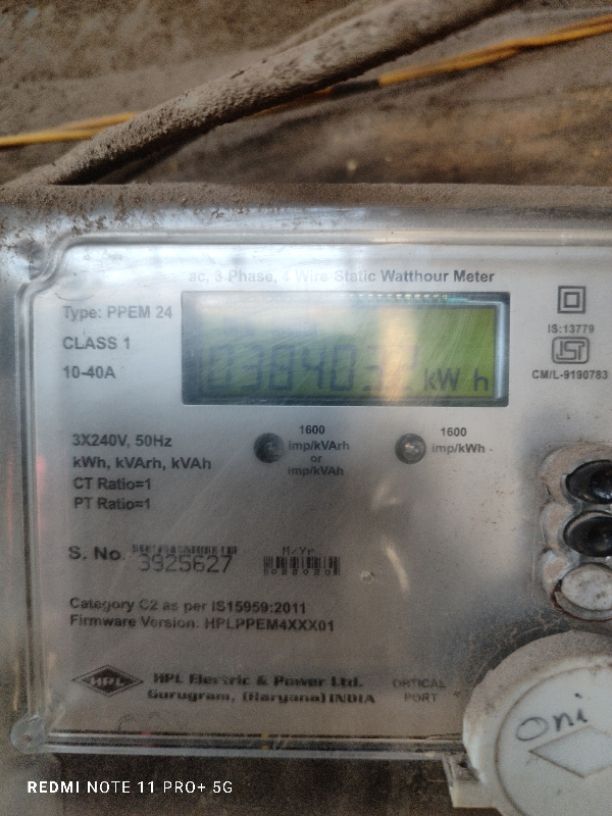 ac, 3 Phase, 4 Wire Static Watthour Meter
Type: PPEM 24
CLASS 1
10-40A
kW h
IS:13779
CM/L-9190783
3X240V, 50Hz
kWh, kVArh, kVAh
CT Ratio=1
PT Ratio=1
1600
imp/kVArh
or
imp/kVAh
1600
imp/kWh
S. No.
3925627
M/Yr
Category C2 as per IS15959:2011
Firmware Version: HPLPPEM4XXX01
HPL
HPL Electric & Power Ltd.
Gurugram, (Haryana) INDIA
OPTICAL
PORT
oni
REDMI NOTE 11 PRO+ 5G